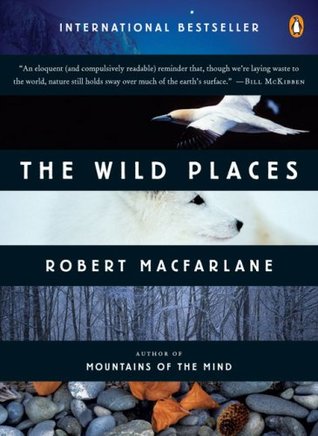 INTERNATIONAL BESTSELLER
"An eloquent (and compulsively readable) reminder that, though we're laying waste to
the world, nature still holds sway over much of the earth's surface." —Bill McKibben
THE WILD PLACES
ROBERT MACFARLANE
AUTHOR OF
MOUNTAINS OF THE MIND